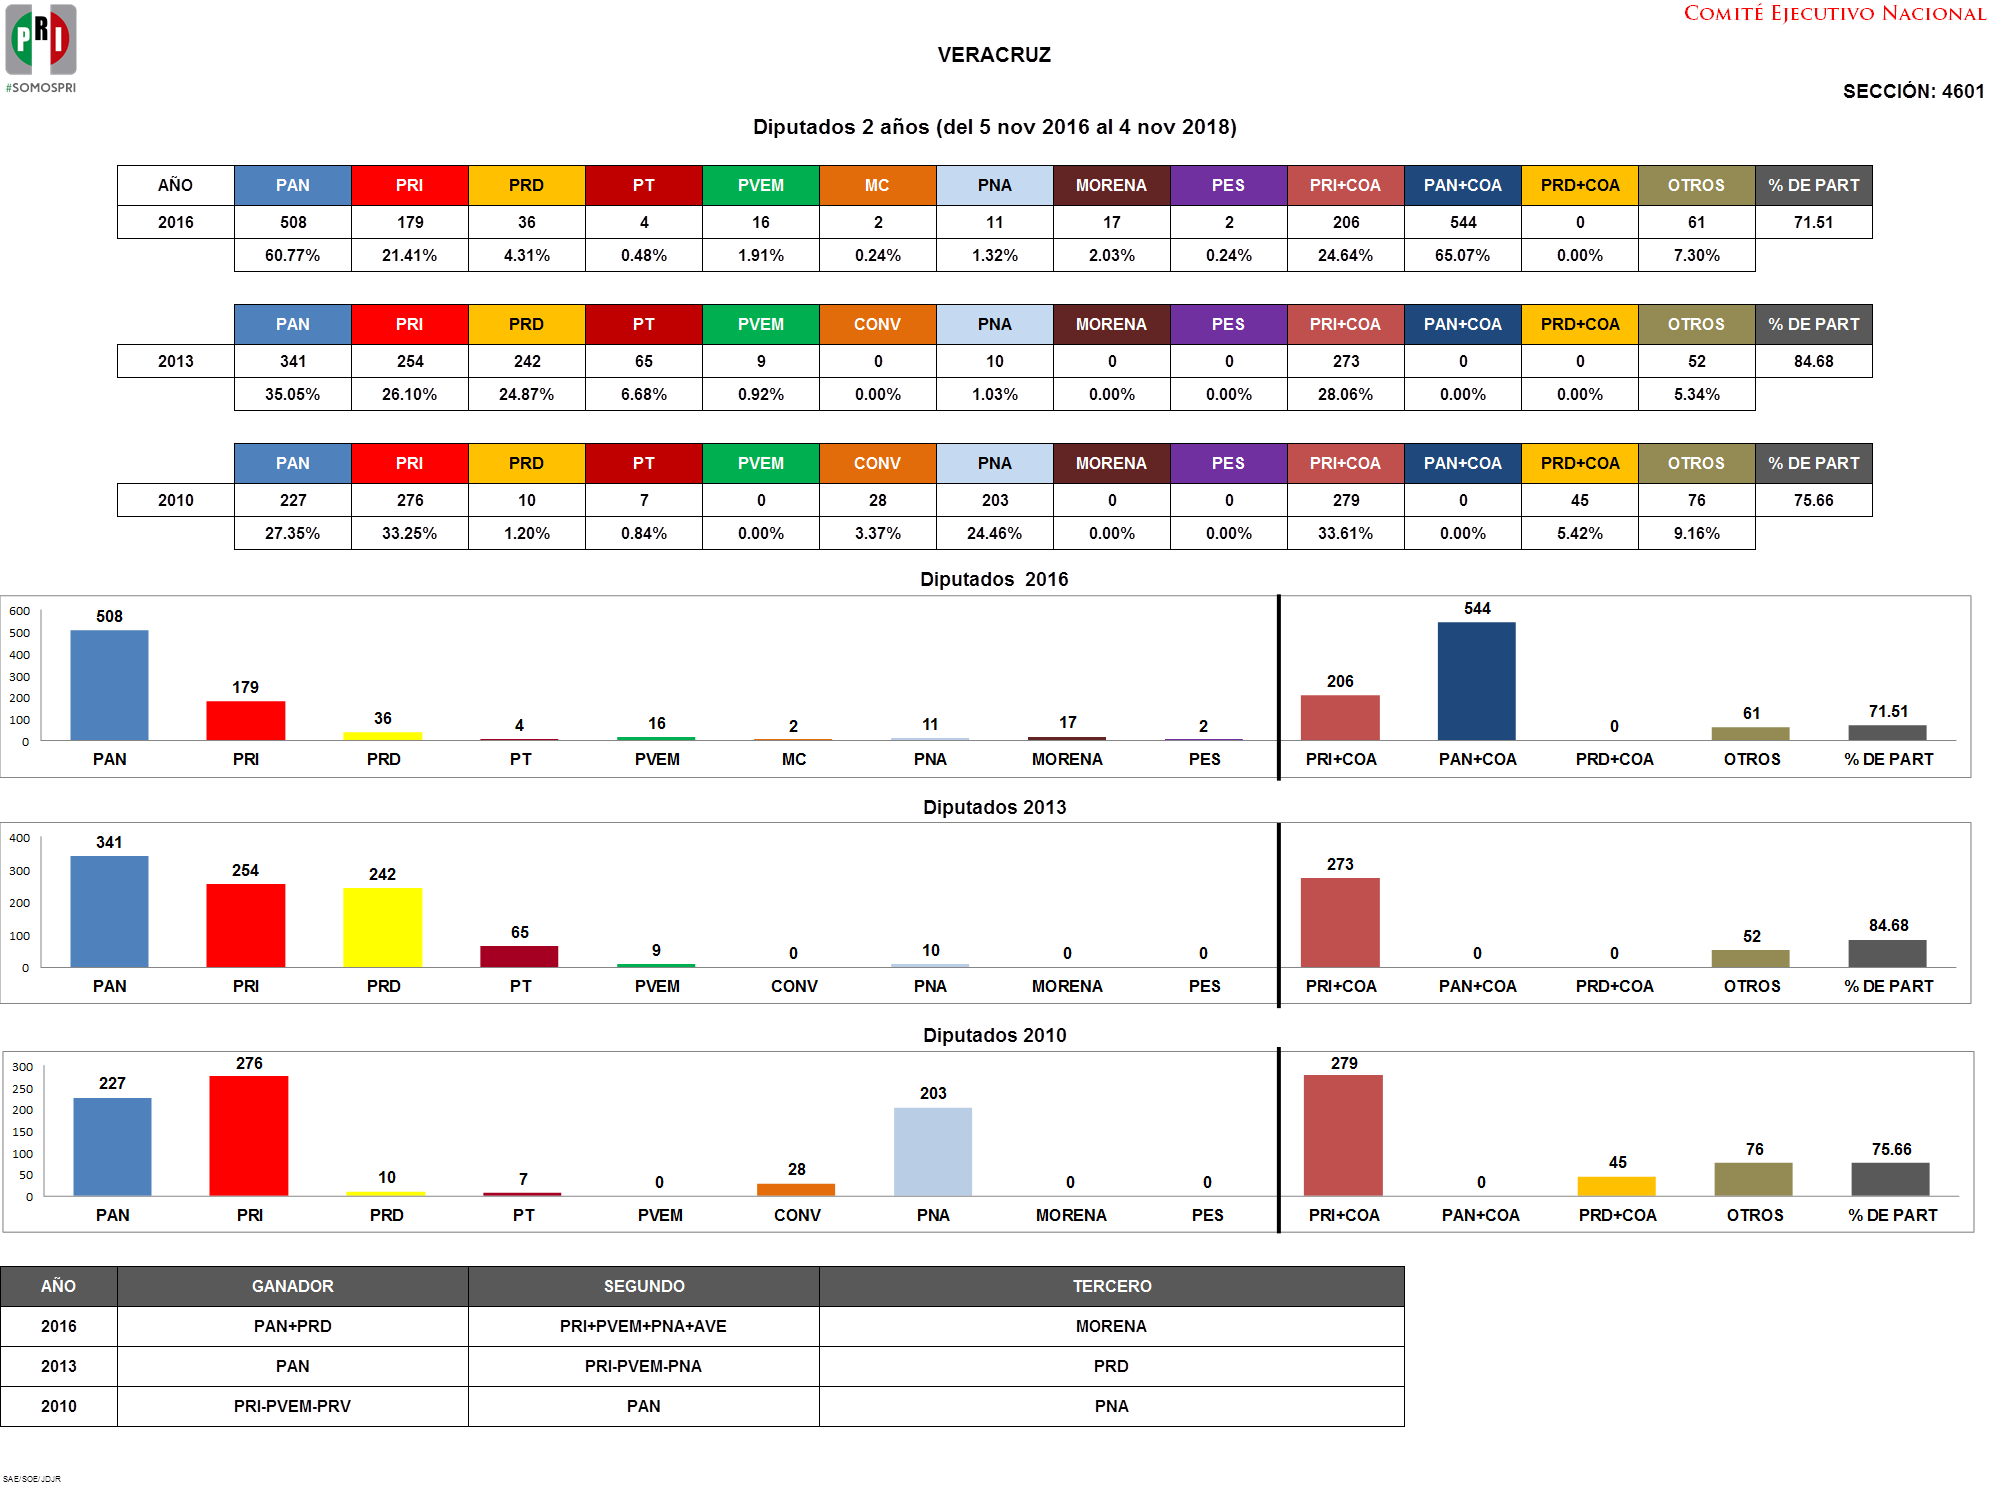 PRI
#SOMOSPRI
COMITÉ EJECUTIVO NACIONAL
VERACRUZ
SECCIÓN: 4601
Diputados 2 años (del 5 nov 2016 al 4 nov 2018)
AÑO PAN PRI PRD PT PVEM MC PNA MORENA PES PRI+COA PAN+COA PRD+COA OTROS % DE PART
2016 508 179 36 4 16 2 11 17 2 206 544 0 61 71.51
60.77% 21.41% 4.31% 0.48% 1.91% 0.24% 1.32% 2.03% 0.24% 24.64% 65.07% 0.00% 7.30%
PAN PRI PRD PT PVEM CONV PNA MORENA PES PRI+COA PAN+COA PRD+COA OTROS % DE PART
2013 341 254 242 65 9 0 10 0 0 273 0 0 52 84.68
35.05% 26.10% 24.87% 6.68% 0.92% 0.00% 1.03% 0.00% 0.00% 28.06% 0.00% 0.00% 5.34%
PAN PRI PRD PT PVEM CONV PNA MORENA PES PRI+COA PAN+COA PRD+COA OTROS % DE PART
2010 227 276 10 7 0 28 203 0 0 279 0 45 76 75.66
27.35% 33.25% 1.20% 0.84% 0.00% 3.37% 24.46% 0.00% 0.00% 33.61% 0.00% 5.42% 9.16%
Diputados 2016
600
500
400
300
200
100
0
508 179 36 4 16 2 11 17 2 206 544 0 61 71.51
PAN PRI PRD PT PVEM MC PNA MORENA PES PRI+COA PAN+COA PRD+COA OTROS % DE PART
Diputados 2013
400
300
200
100
0
341 254 242 65 9 0 10 0 0 273 0 0 52 84.68
PAN PRI PRD PT PVEM CONV PNA MORENA PES PRI+COA PAN+COA PRD+COA OTROS % DE PART
Diputados 2010
300
250
200
150
100
50
0
227 276 10 7 0 28 203 0 0 279 0 45 76 75.66
PAN PRI PRD PT PVEM CONV PNA MORENA PES PRI+COA PAN+COA PRD+COA OTROS % DE PART
AÑO GANADOR SEGUNDO TERCERO
2016 PAN+PRD PRI+PVEM+PNA+AVE MORENA
2013 PAN PRI-PVEM-PNA PRD
2010 PRI-PVEM-PRV PAN PNA
SAE/SOE/JDJR